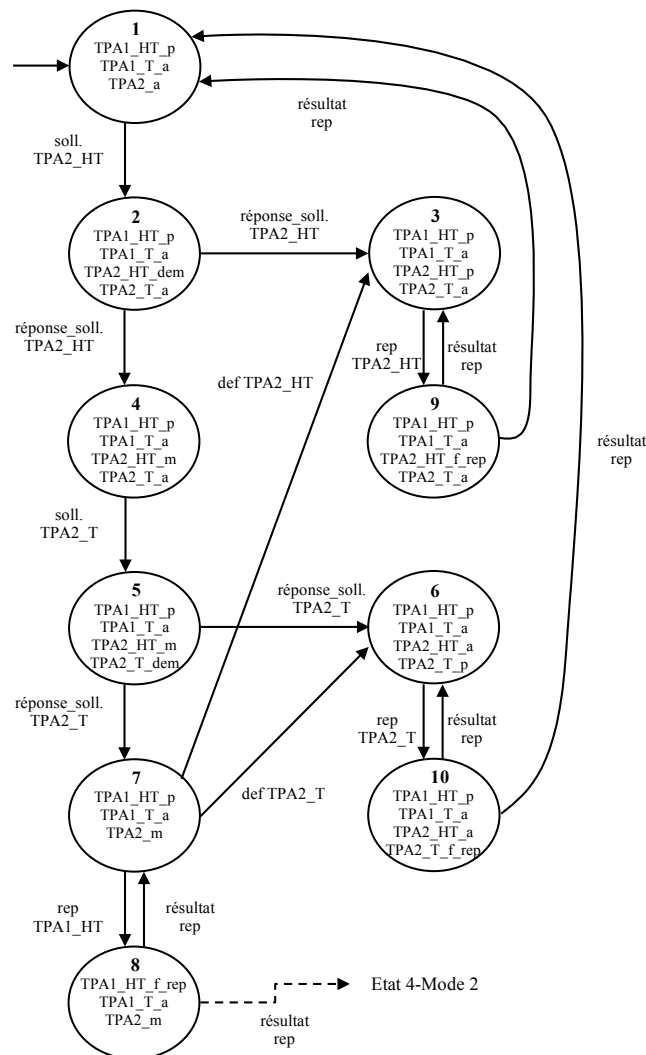 1
TPA1_HT_p
TPA1_T_a
TPA2_a
résultat
rep
soll.
TPA2_HT
2
TPA1_HT_p
TPA1_T_a
TPA2_HT_dem
TPA2_T_a
réponse_soll.
TPA2_HT
3
TPA1_HT_p
TPA1_T_a
TPA2_HT_p
TPA2_T_a
réponse_soll.
TPA2_HT
def TPA2_HT
rep
TPA2_HT
résultat
rep
4
TPA1_HT_p
TPA1_T_a
TPA2_HT_m
TPA2_T_a
9
TPA1_HT_p
TPA1_T_a
TPA2_HT_f_rep
TPA2_T_a
résultat
rep
soll.
TPA2_T
5
TPA1_HT_p
TPA1_T_a
TPA2_HT_m
TPA2_T_dem
réponse_soll.
TPA2_T
6
TPA1_HT_p
TPA1_T_a
TPA2_HT_a
TPA2_T_p
réponse_soll.
TPA2_T
rep
TPA2_T
résultat
rep
7
TPA1_HT_p
TPA1_T_a
TPA2_m
def TPA2_T
10
TPA1_HT_p
TPA1_T_a
TPA2_HT_a
TPA2_T_f_rep
rep
TPA1_HT
résultat
rep
8
TPA1_HT_f_rep
TPA1_T_a
TPA2_m
Etat 4-Mode 2
résultat
rep